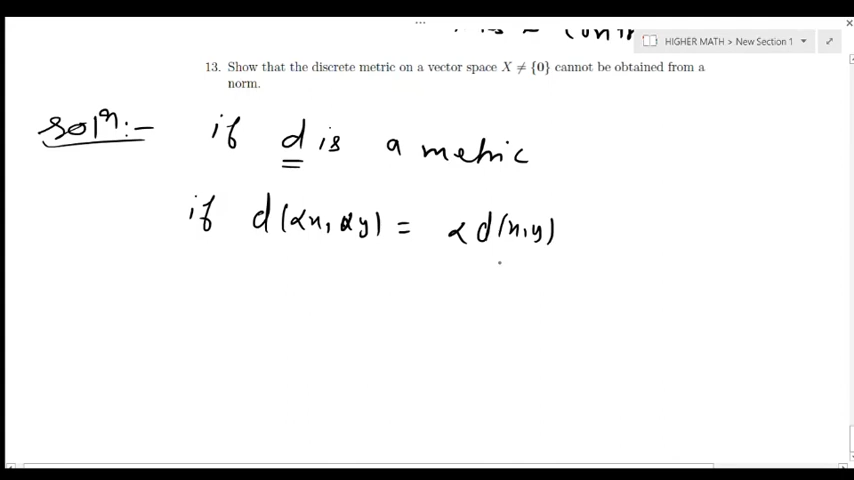 HIGHER MATH > New Section 1
13. Show that the discrete metric on a vector space X ≠ {0} cannot be obtained from a
norm.
Soln:- if d is a metric
if d(αx, αy) = α d(x,y)